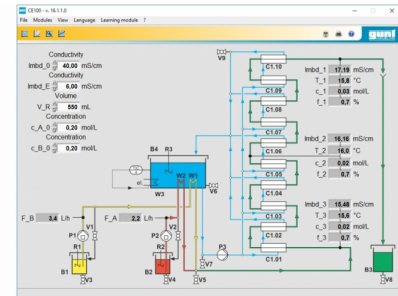 CE100 - v. 16.1.1.0
File Modules View Language Learning module ?
gunt
Conductivity
lmbd_0 40,00 mS/cm
Conductivity
lmbd_E 6,00 mS/cm
Volume
V_R 550 mL
Concentration
c_A_0 0,20 mol/L
Concentration
c_B_0 0,20 mol/L
V9
C1.10
C1.09
C1.08
C1.07
C1.06
C1.05
C1.04
C1.03
C1.02
C1.01
lmbd_1 17,19 mS/cm
T_1 15,8 °C
c_1 0,03 mol/L
f_1 0,7 %
lmbd_2 16,16 mS/cm
T_2 16,0 °C
c_2 0,02 mol/L
f_2 0,7 %
lmbd_3 15,48 mS/cm
T_3 15,6 °C
c_3 0,02 mol/L
f_3 0,7 %
B4 R3
W2 W1
W3
V6
F_B 3,4 L/h
F_A 2,2 L/h
V1
P1
R1
B1
V3
V2
P2
R2
B2
V4
V5
V7
P3
B3
V8